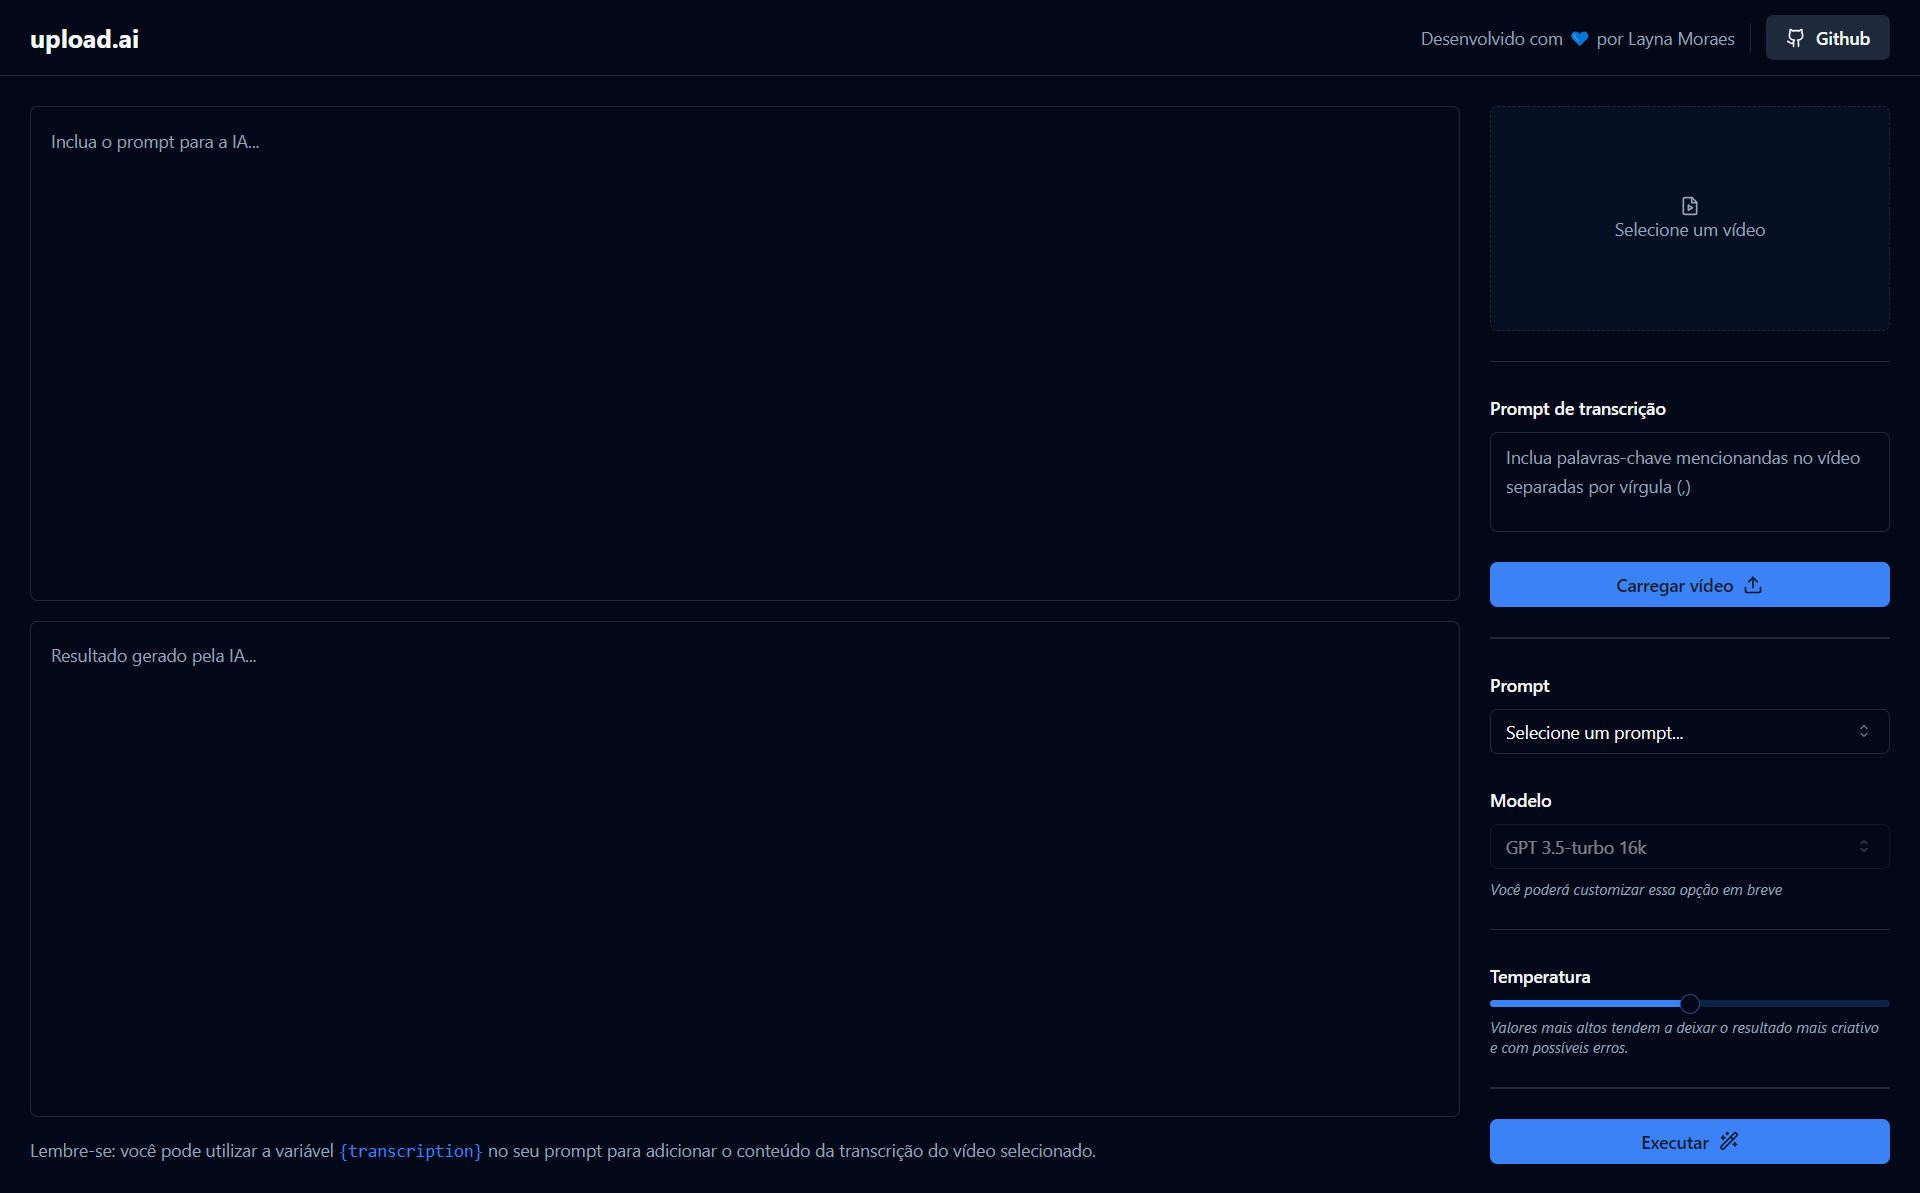 upload.ai
Desenvolvido com 💙 por Layna Moraes
Github
Inclua o prompt para a IA...
Resultado gerado pela IA...
Lembre-se: você pode utilizar a variável {transcription} no seu prompt para adicionar o conteúdo da transcrição do vídeo selecionado.
Selecione um vídeo
Prompt de transcrição
Inclua palavras-chave mencionandas no vídeo
separadas por vírgula (,)
Carregar vídeo
Prompt
Selecione um prompt...
Modelo
GPT 3.5-turbo 16k
Você poderá customizar essa opção em breve
Temperatura
Valores mais altos tendem a deixar o resultado mais criativo
e com possíveis erros.
Executar